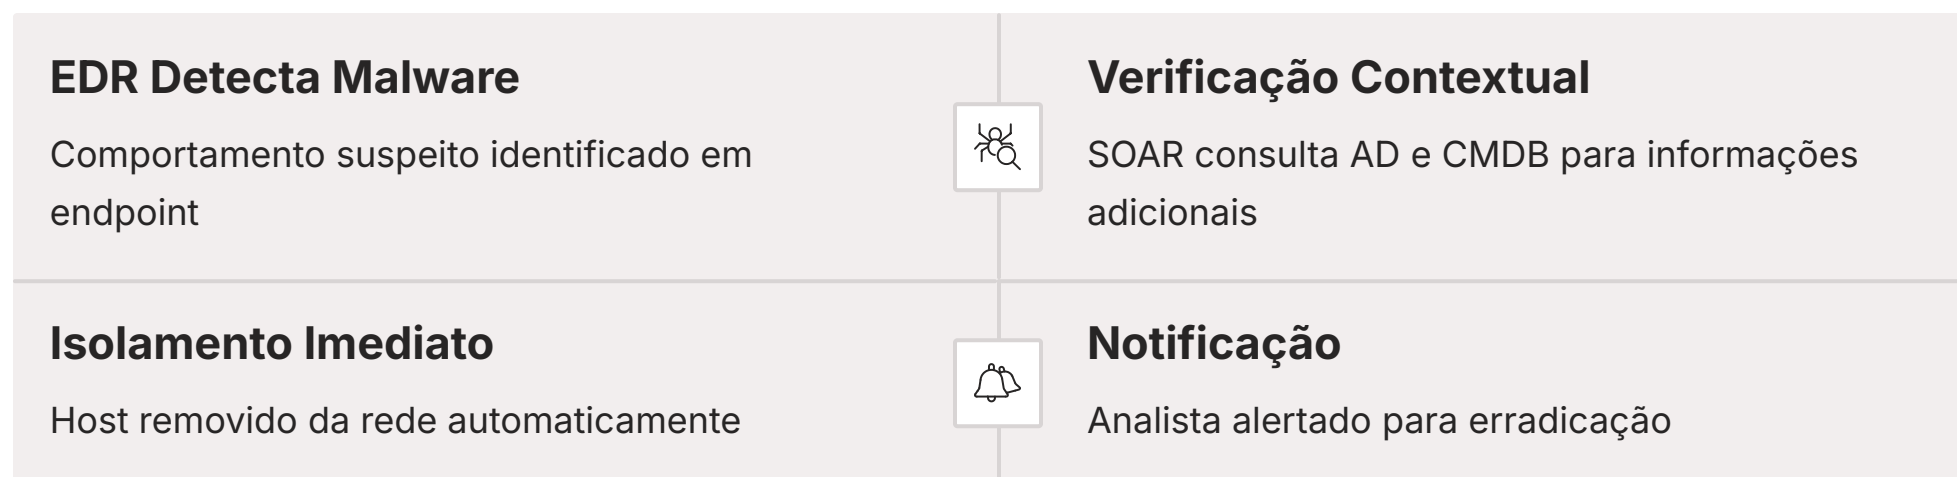 EDR Detecta Malware
Comportamento suspeito identificado em
endpoint
Verificação Contextual
SOAR consulta AD e CMDB para informações
adicionais
Isolamento Imediato
Host removido da rede automaticamente
Notificação
Analista alertado para erradicação